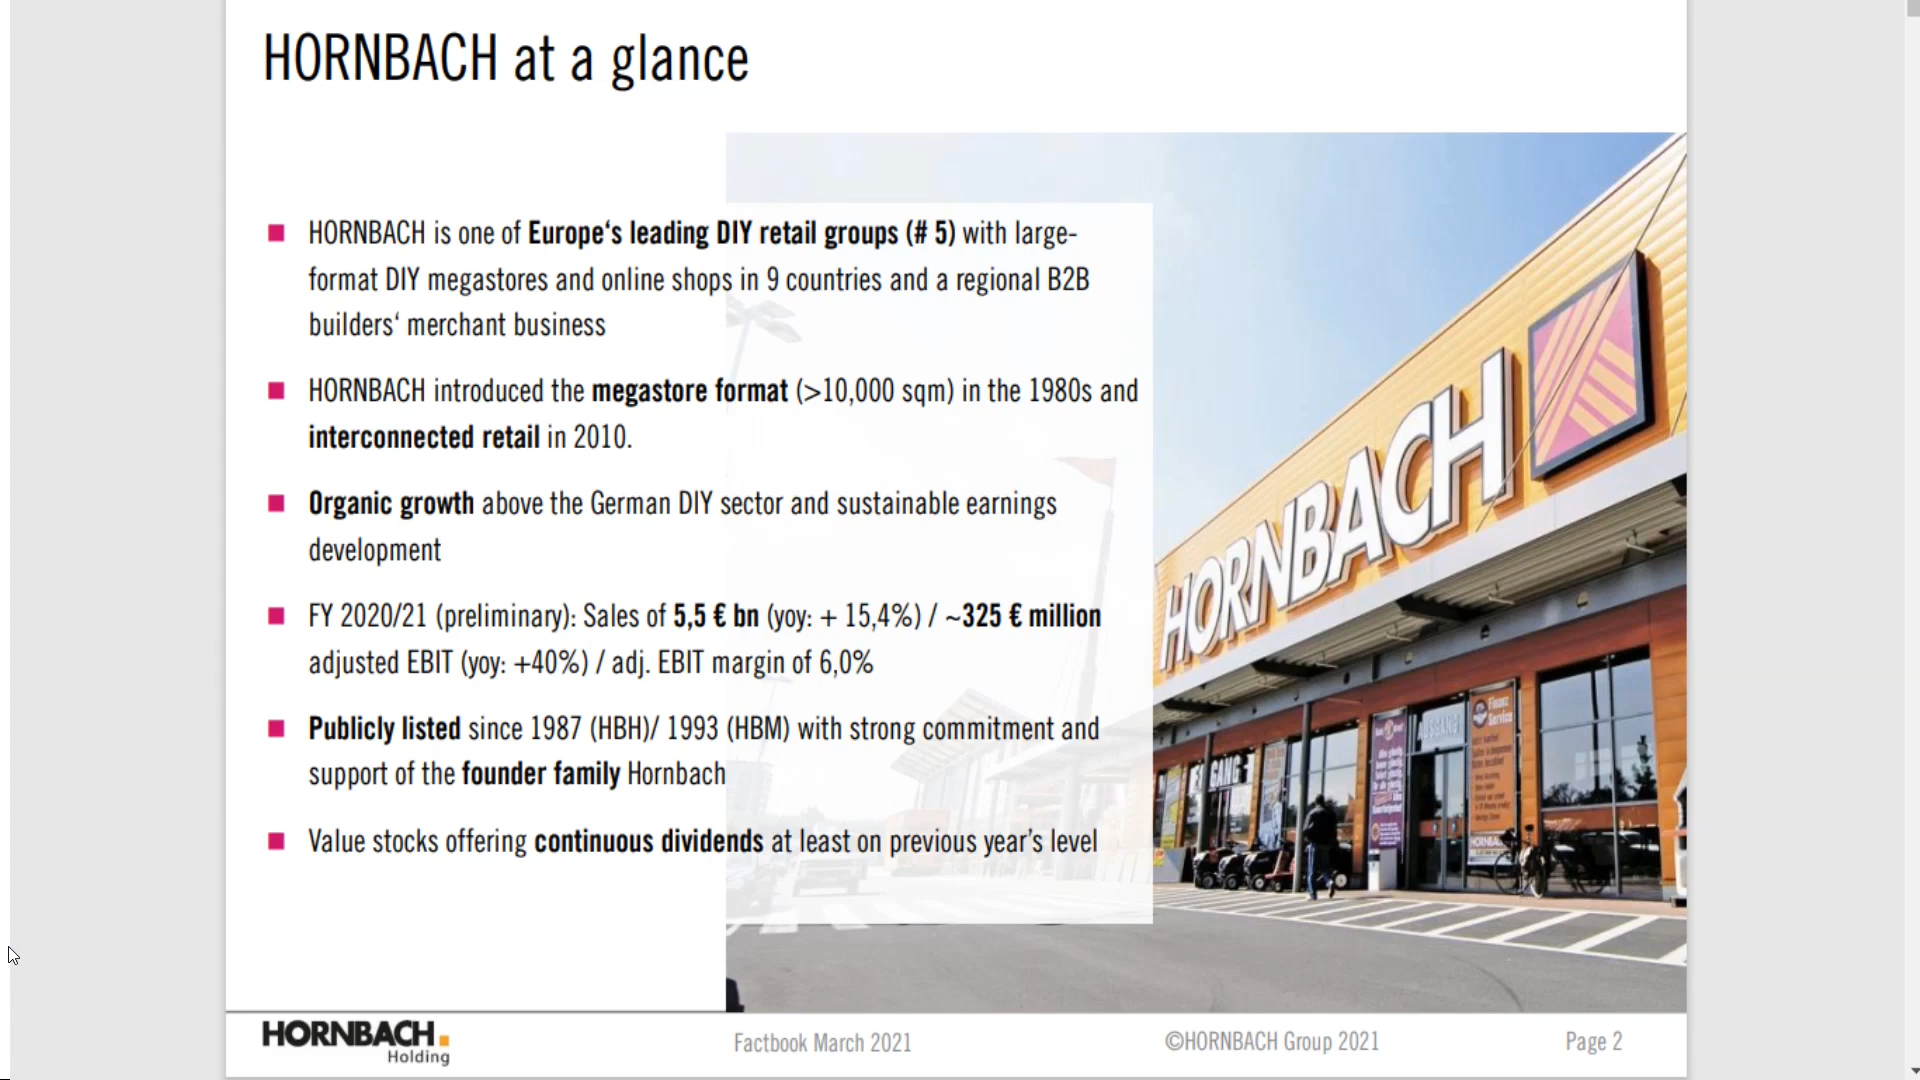 HORNBACH at a glance
HORNBACH is one of Europe‘s leading DIY retail groups (# 5) with large-
format DIY megastores and online shops in 9 countries and a regional B2B
builders‘ merchant business
HORNBACH introduced the megastore format (>10,000 sqm) in the 1980s and
interconnected retail in 2010.
Organic growth above the German DIY sector and sustainable earnings
development
FY 2020/21 (preliminary): Sales of 5,5 € bn (yoy: + 15,4%) / ~325 € million
adjusted EBIT (yoy: +40%) / adj. EBIT margin of 6,0%
Publicly listed since 1987 (HBH)/ 1993 (HBM) with strong commitment and
support of the founder family Hornbach
Value stocks offering continuous dividends at least on previous year’s level
HORNBACH
AUSGANG
Finanz
Service
HORNBACH
Holding
Factbook March 2021
©HORNBACH Group 2021
Page 2